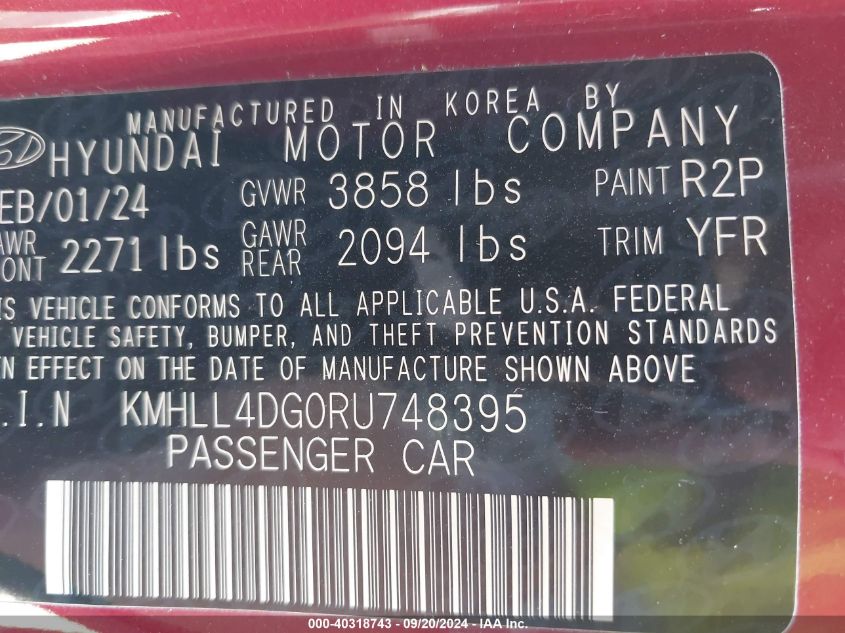 MANUFACTURED IN KOREA BY
HYUNDAI MOTOR COMPANY
EB/01/24 GVWR 3858 lbs PAINT R2P
AWR ONT 2271 lbs GAWR REAR 2094 lbs TRIM YFR
IS VEHICLE CONFORMS TO ALL APPLICABLE U.S.A. FEDERAL
VEHICLE SAFETY, BUMPER, AND THEFT PREVENTION STANDARDS
N EFFECT ON THE DATE OF MANUFACTURE SHOWN ABOVE
.I.N KMHLL4DG0RU748395
PASSENGER CAR
000-40318743 - 09/20/2024 - IAA Inc.